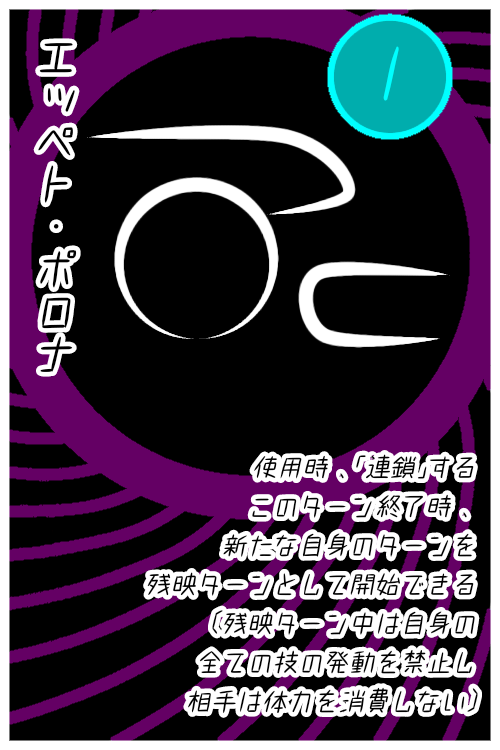 エッペト・ポロナ
1
使用時、「連鎖」する
このターン終了時、
新たな自身のターンを
残映ターンとして開始できる
(残映ターン中は自身の
全ての技の発動を禁止し
相手は体力を消費しない)